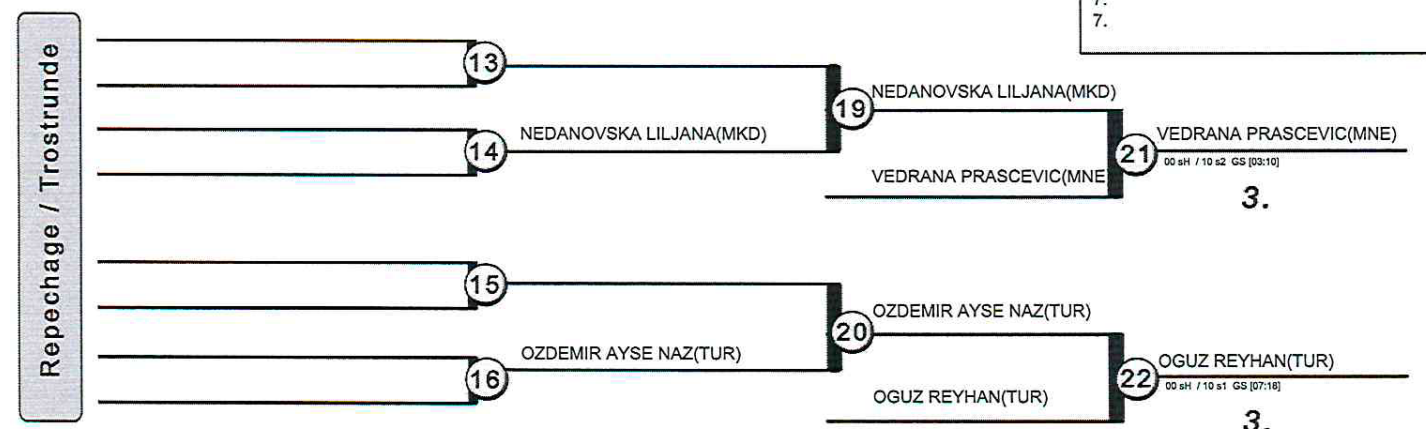 7.
7.
Repechage / Trostrunde
13
14
NEDANOVSKA LILJANA(MKD)
19
NEDANOVSKA LILJANA(MKD)
VEDRANA PRASCEVIC(MNE
21
VEDRANA PRASCEVIC(MNE)
00 sH / 10 s2 GS [03:10]
3.
15
16
OZDEMIR AYSE NAZ(TUR)
20
OZDEMIR AYSE NAZ(TUR)
OGUZ REYHAN(TUR)
22
OGUZ REYHAN(TUR)
00 sH / 10 s1 GS [07:18]
3.